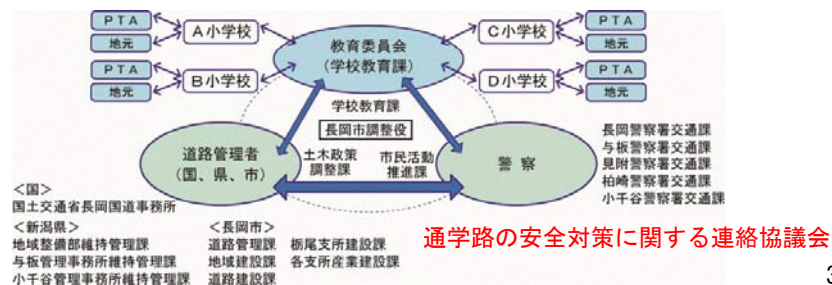 PTA
地元
A小学校
PTA
地元
B小学校
教育委員会
(学校教育課)
C小学校
PTA
地元
D小学校
PTA
地元
学校教育課
長岡市調整役
土木政策
調整課
市民活動
推進課
道路管理者
(国、県、市)
警察
長岡警察署交通課
与板警察署交通課
見附警察署交通課
柏崎警察署交通課
小千谷警察署交通課
<国>
国土交通省長岡国道事務所
<新潟県>
地域整備部維持管理課
与板管理事務所維持管理課
小千谷管理事務所維持管理課
<長岡市>
道路管理課 栃尾支所建設課
地域建設課 各支所産業建設課
道路建設課
通学路の安全対策に関する連絡協議会